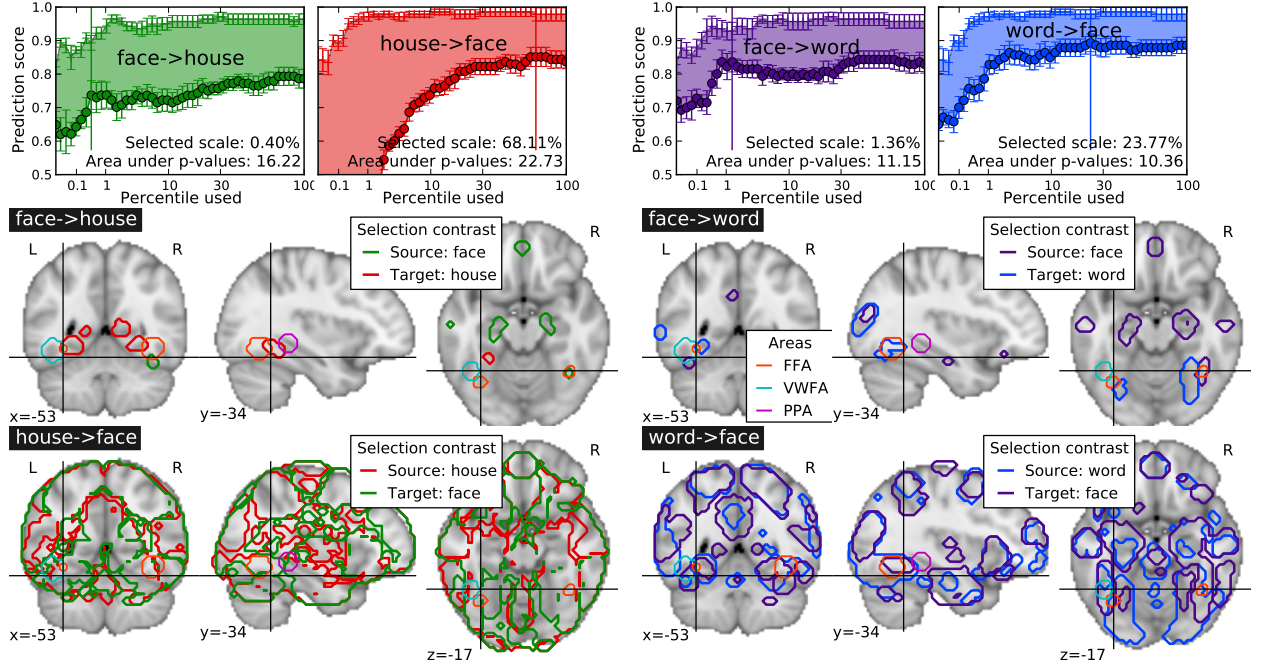 1.0
0.9
0.8
0.7
0.6
0.5
Prediction score
face->house
Selected scale: 0.40%
Area under p-values: 16.22
0.1
1
10
30
100
Percentile used
house->face
Selected scale: 68.11%
Area under p-values: 22.73
0.1
1
10
30
100
Percentile used
1.0
0.9
0.8
0.7
0.6
0.5
Prediction score
face->word
Selected scale: 1.36%
Area under p-values: 11.15
0.1
1
10
30
100
Percentile used
word->face
Selected scale: 23.77%
Area under p-values: 10.36
0.1
1
10
30
100
Percentile used
face->house
L
R
x=-53
y=-34
Selection contrast
Source: face
Target: house
R
face->word
L
R
x=-53
y=-34
Selection contrast
Source: face
Target: word
R
Areas
FFA
VWFA
PPA
house->face
L
R
x=-53
y=-34
Selection contrast
Source: house
Target: face
R
z=-17
word->face
L
R
x=-53
y=-34
Selection contrast
Source: word
Target: face
R
z=-17